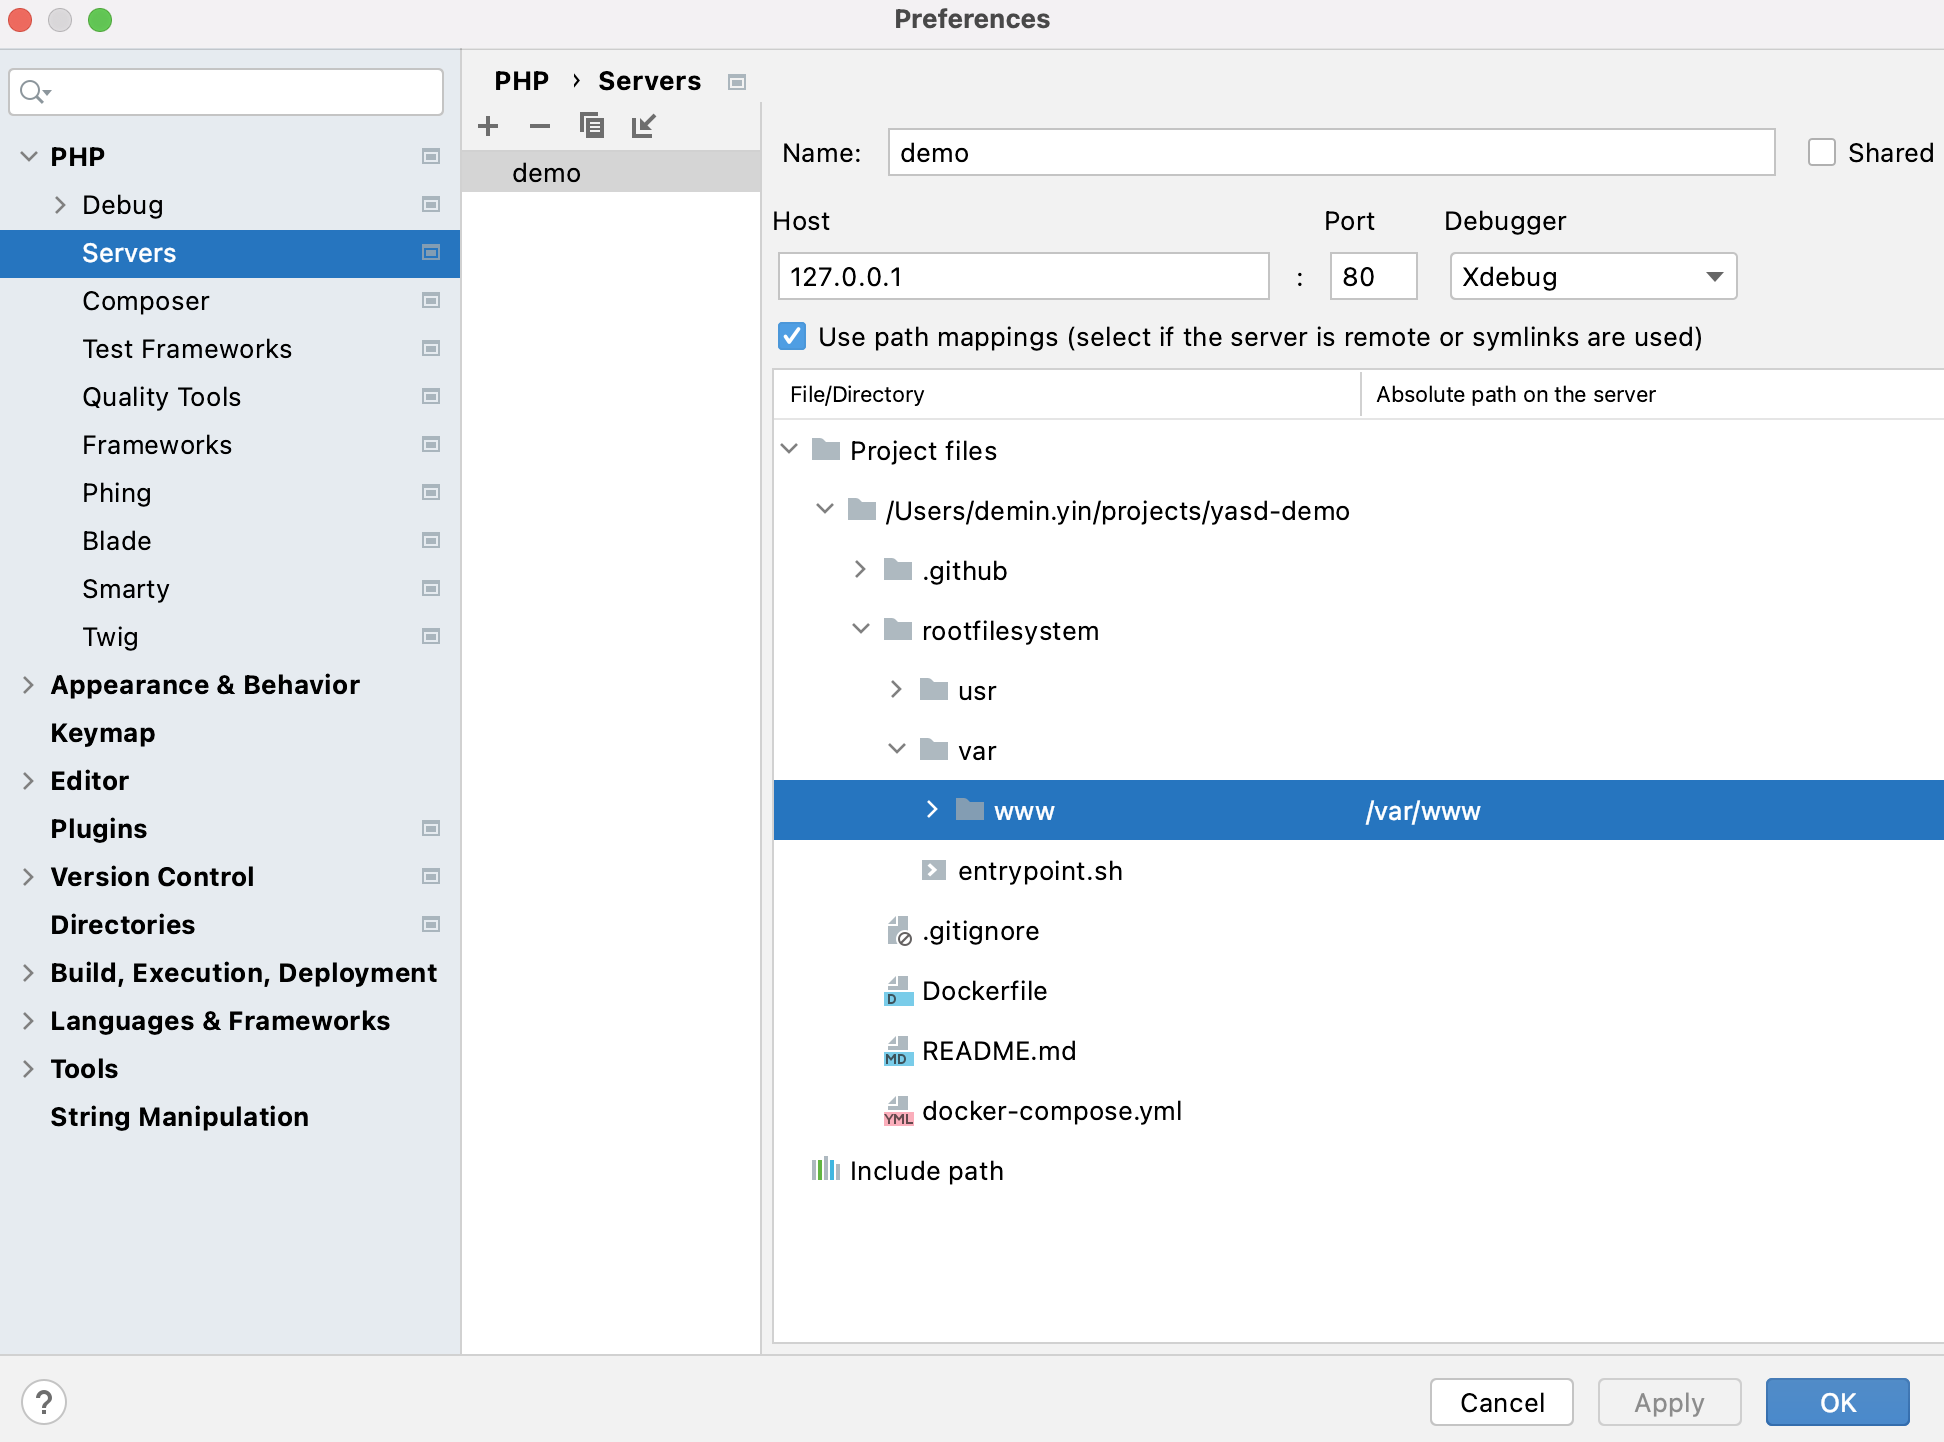 Preferences
PHP
Debug
Servers
Composer
Test Frameworks
Quality Tools
Frameworks
Phing
Blade
Smarty
Twig
Appearance & Behavior
Keymap
Editor
Plugins
Version Control
Directories
Build, Execution, Deployment
Languages & Frameworks
Tools
String Manipulation
PHP › Servers
demo
Name: demo Shared
Host Port Debugger
127.0.0.1 : 80 Xdebug
Use path mappings (select if the server is remote or symlinks are used)
File/Directory Absolute path on the server
Project files
/Users/demin.yin/projects/yasd-demo
.github
rootfilesystem
usr
var
www /var/www
entrypoint.sh
.gitignore
D Dockerfile
MD README.md
YML docker-compose.yml
Include path
? Cancel Apply OK